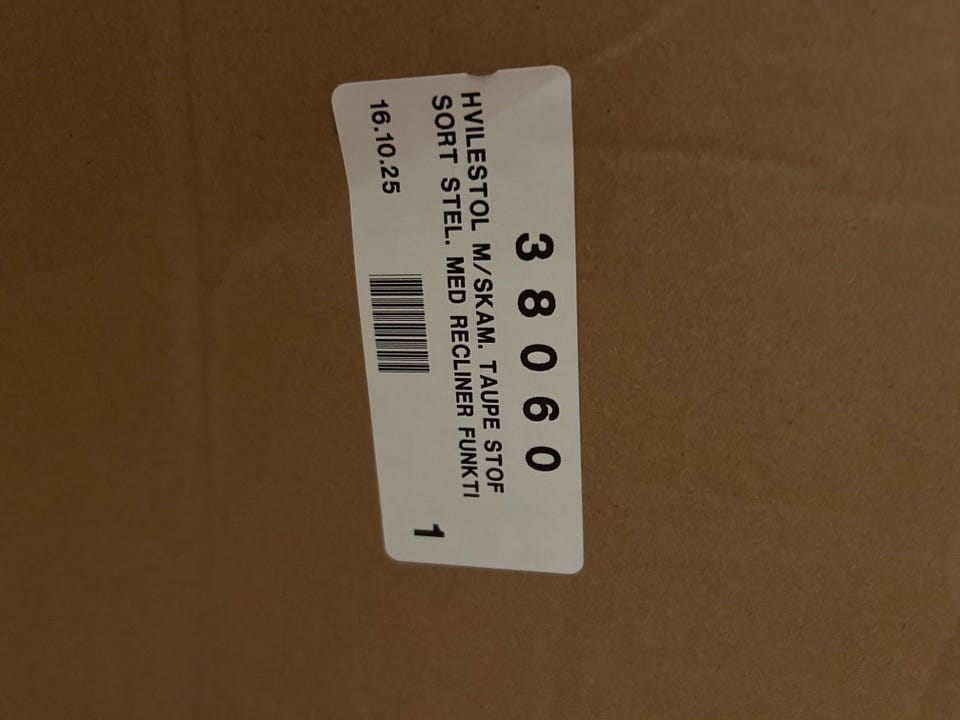 38060
HVILESTOL M/SKAM. TAUPE STOF
SORT STEL. MED RECLINER FUNKTI
16.10.25
1